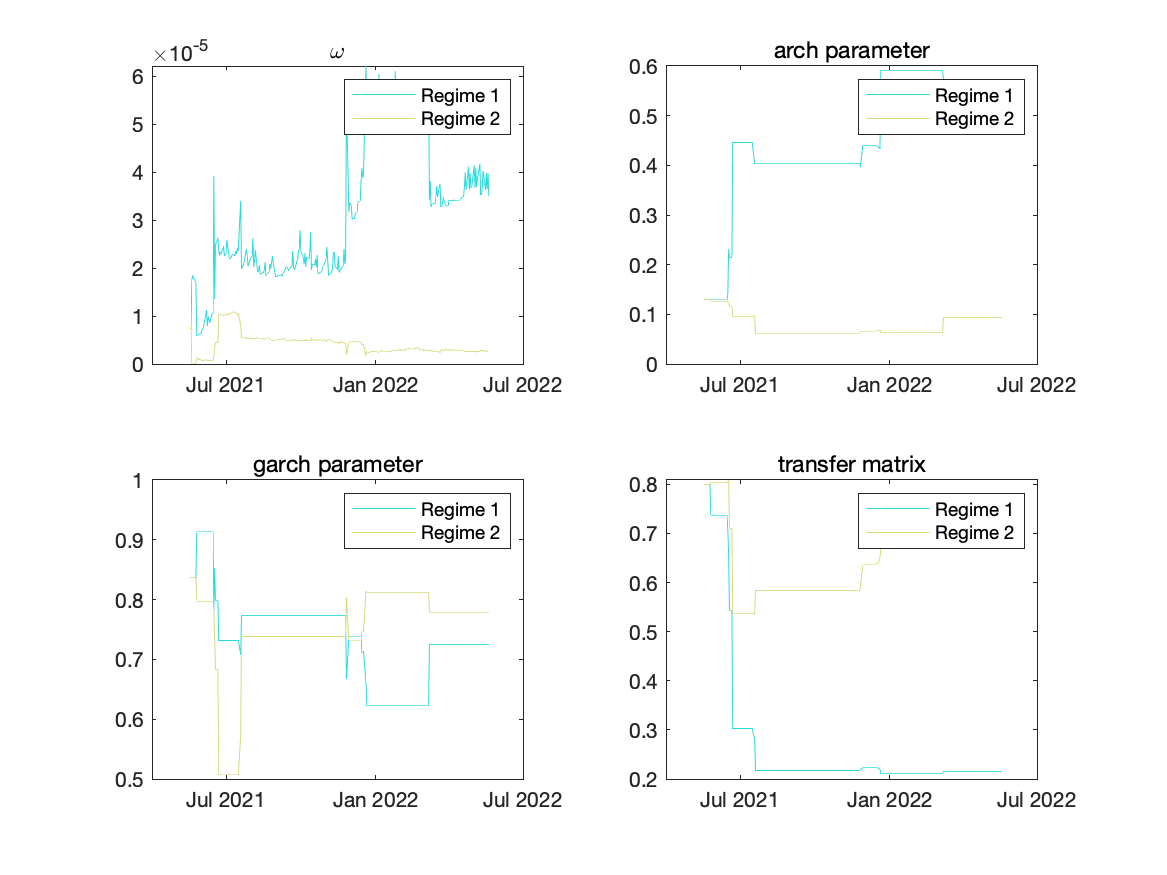 ×10-5
ω
6
5
4
3
2
1
0
Regime 1
Regime 2
Jul 2021
Jan 2022
Jul 2022
arch parameter
0.6
0.5
0.4
0.3
0.2
0.1
0
Regime 1
Regime 2
Jul 2021
Jan 2022
Jul 2022
garch parameter
1
0.9
0.8
0.7
0.6
0.5
Regime 1
Regime 2
Jul 2021
Jan 2022
Jul 2022
transfer matrix
0.8
0.7
0.6
0.5
0.4
0.3
0.2
Regime 1
Regime 2
Jul 2021
Jan 2022
Jul 2022